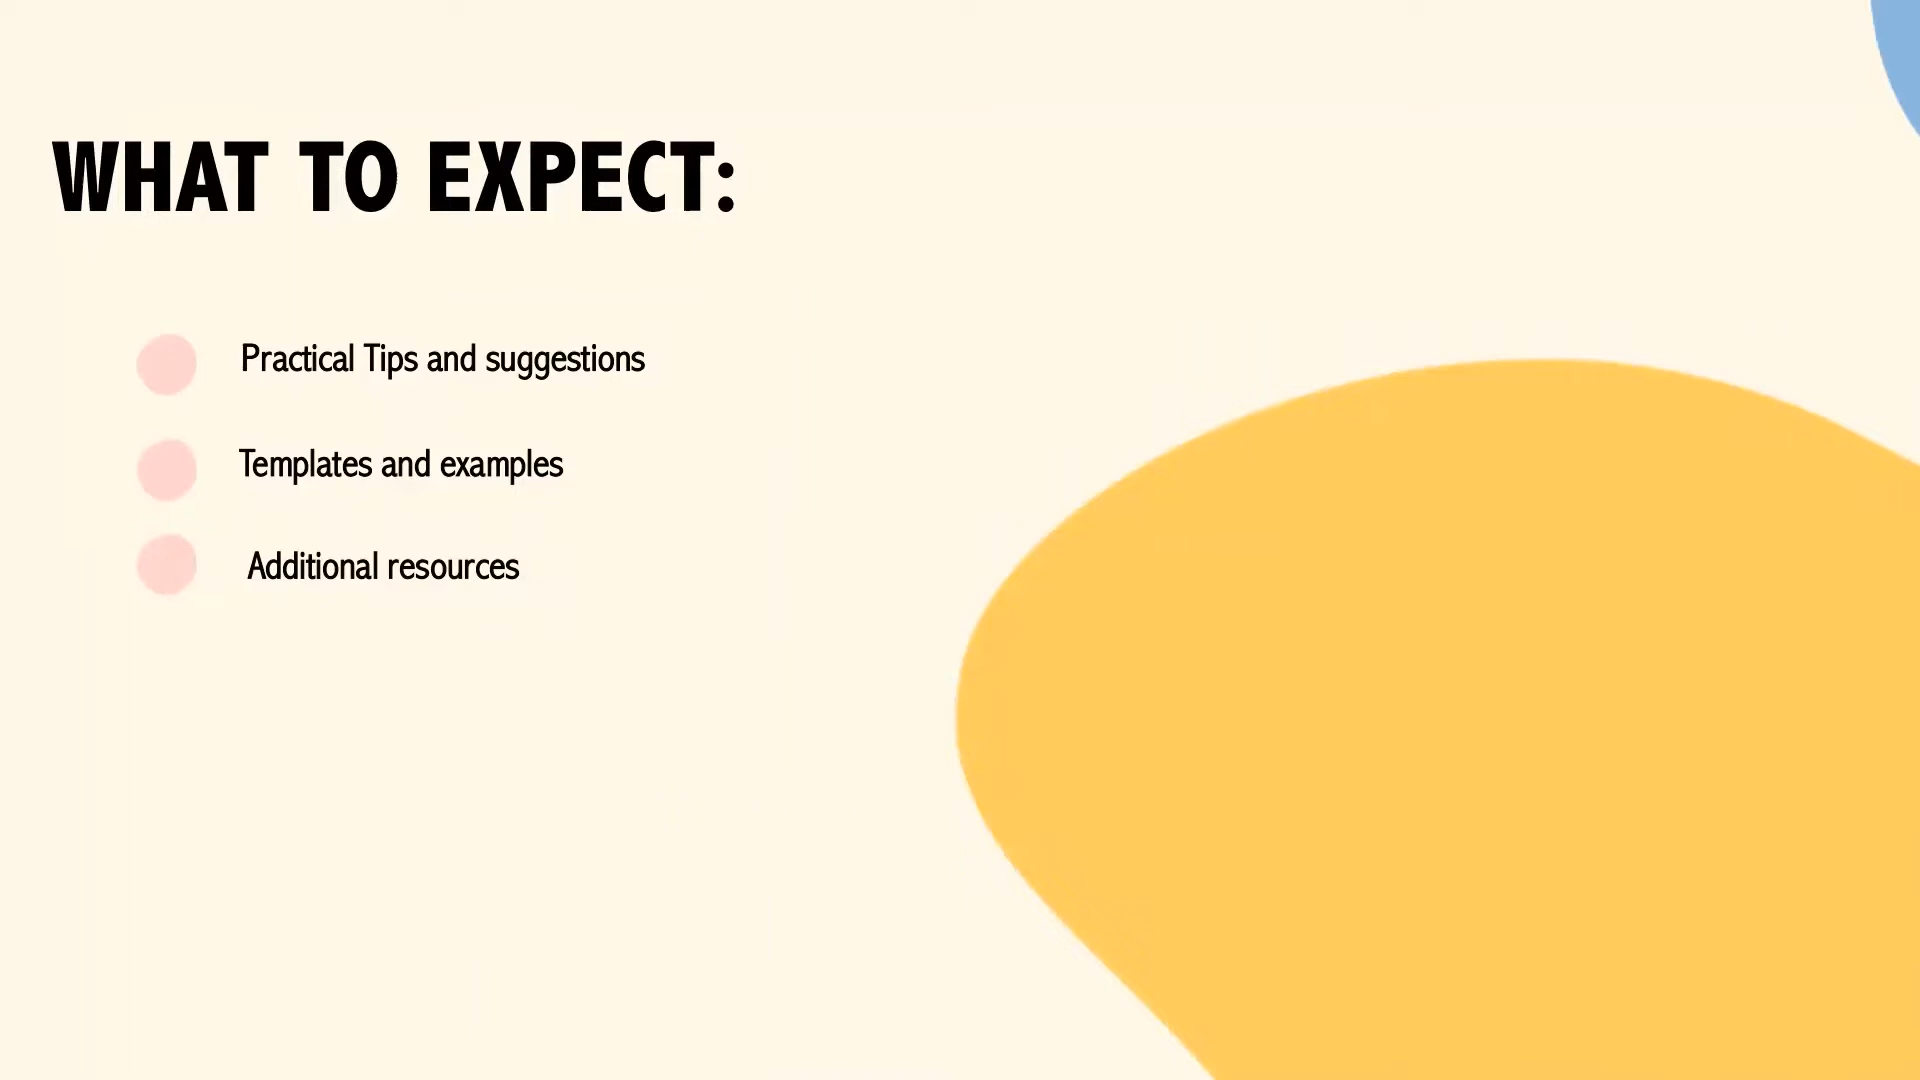 WHAT TO EXPECT:
Practical Tips and suggestions
Templates and examples
Additional resources